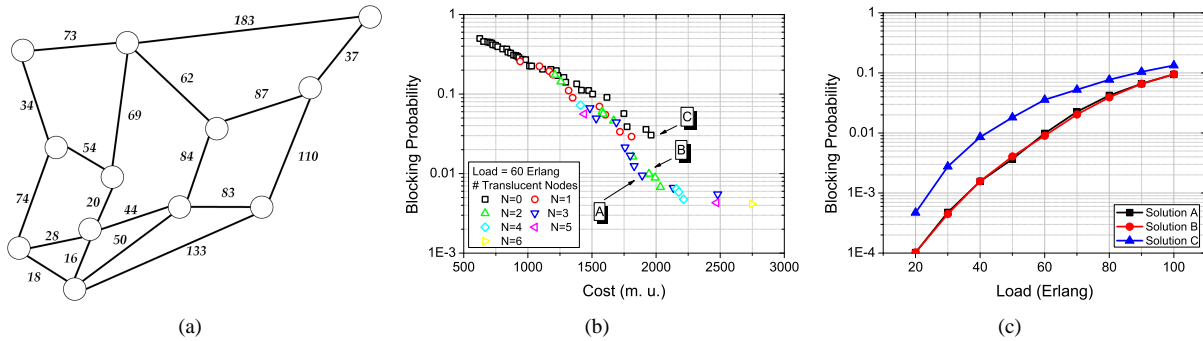 73
183
37
34
62
87
69
54
84
110
74
20
44
83
28
50
133
16
18
(a)
Blocking Probability
1
0.1
0.01
1E-3
500 1000 1500 2000 2500 3000
Cost (m. u.)
Load = 60 Erlang
# Translucent Nodes
N=0 N=1
N=2 N=3
N=4 N=5
N=6
C
B
A
(b)
Blocking Probability
1
0.1
0.01
1E-3
1E-4
20 40 60 80 100
Load (Erlang)
Solution A
Solution B
Solution C
(c)